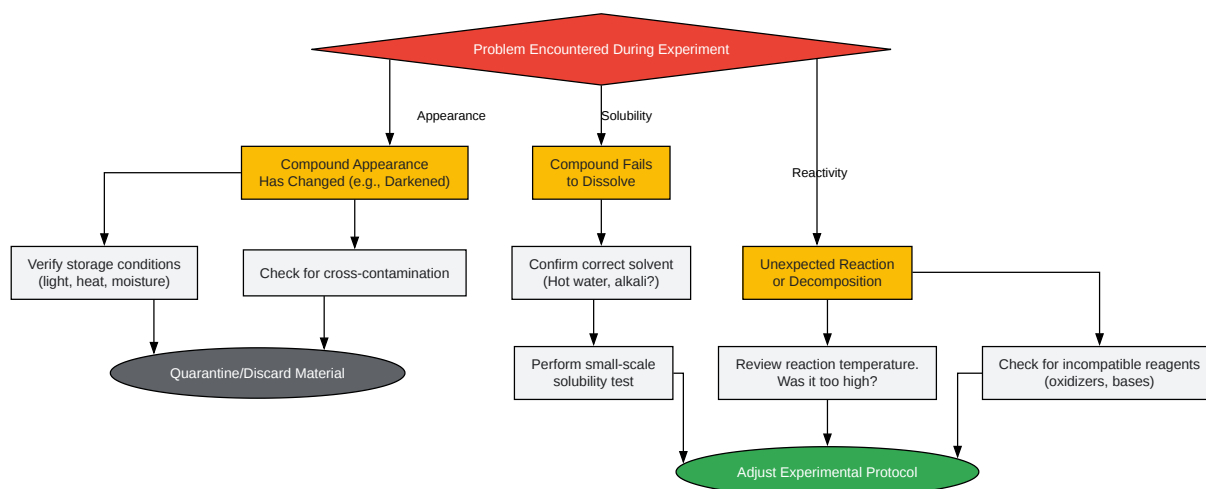 Problem Encountered During Experiment
Appearance
Solubility
Compound Appearance
Has Changed (e.g., Darkened)
Compound Fails
to Dissolve
Reactivity
Verify storage conditions
(light, heat, moisture)
Check for cross-contamination
Confirm correct solvent
(Hot water, alkali?)
Unexpected Reaction
or Decomposition
Quarantine/Discard Material
Perform small-scale
solubility test
Review reaction temperature.
Was it too high?
Check for incompatible reagents
(oxidizers, bases)
Adjust Experimental Protocol